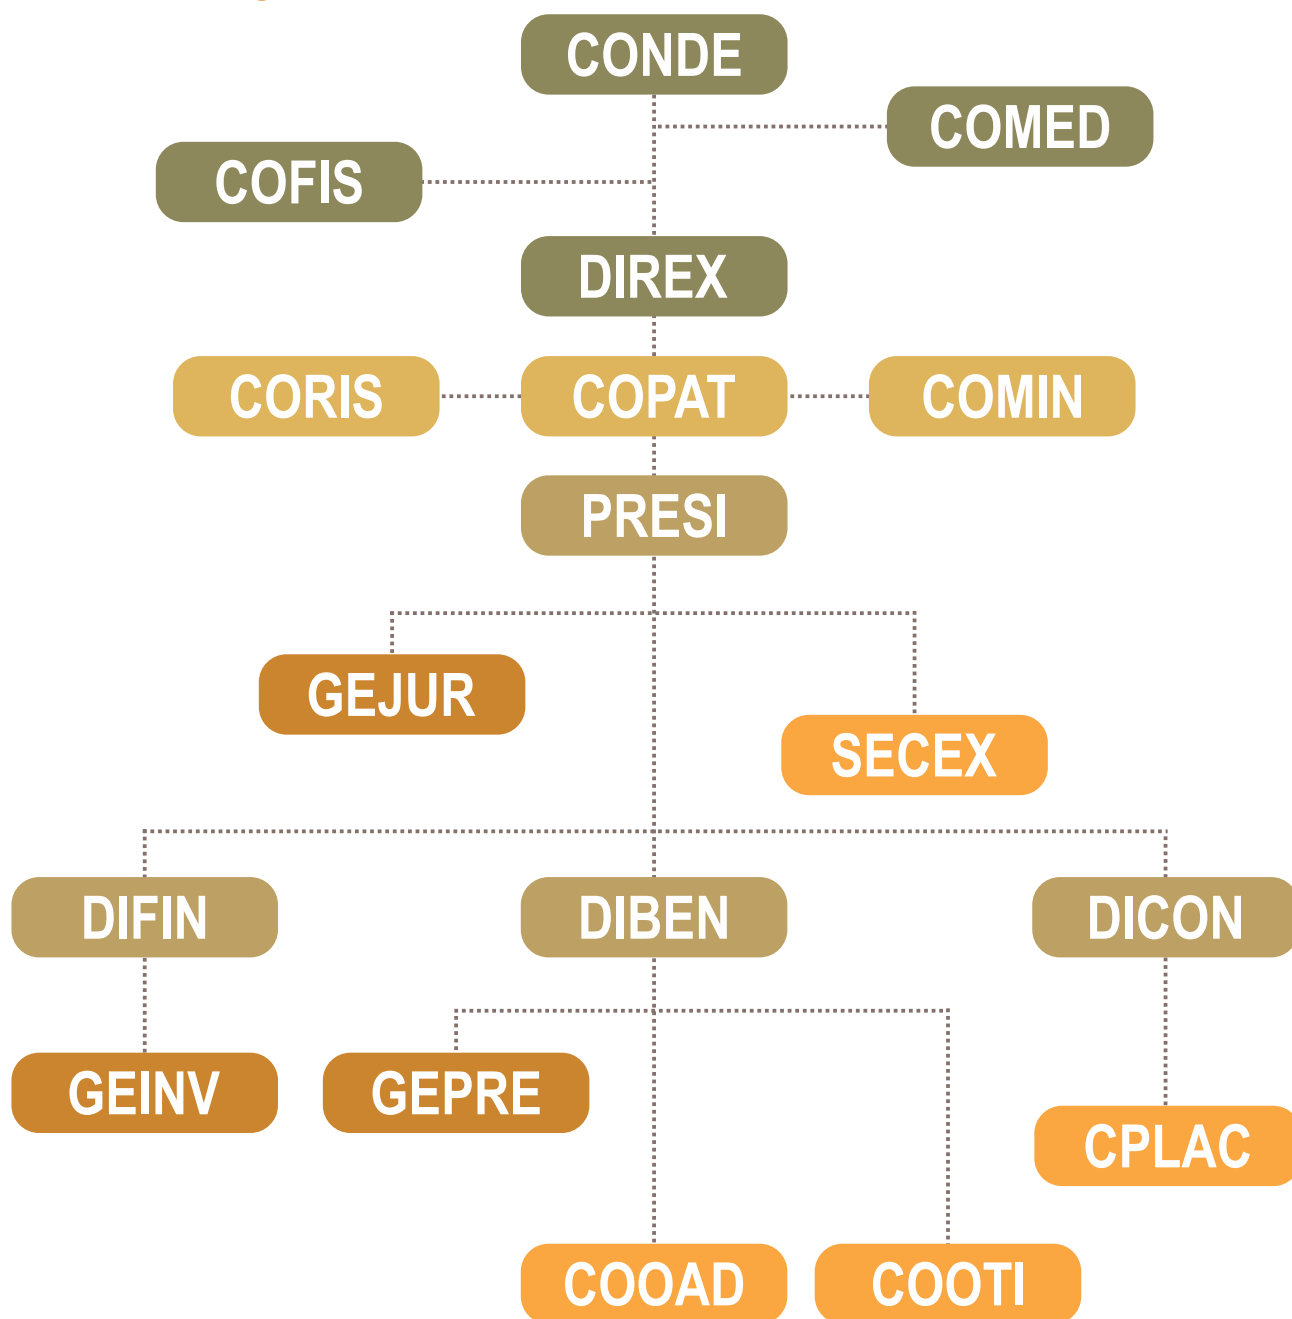 CONDE
COMED
COFIS
DIREX
CORIS
COPAT
COMIN
PRESI
GEJUR
SECEX
DIFIN
DIBEN
DICON
GEINV
GEPRE
CPLAC
COOAD
COOTI